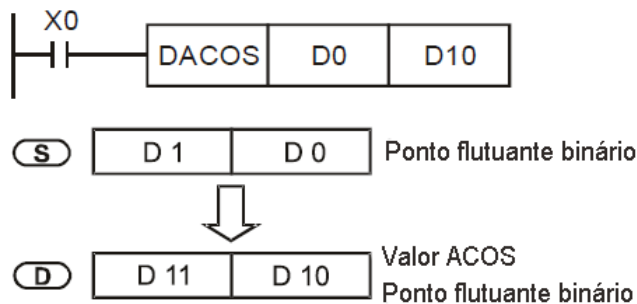 X0
DACOS D0 D10
S D 1 D 0 Ponto flutuante binário
Valor ACOS
D D 11 D 10
Ponto flutuante binário